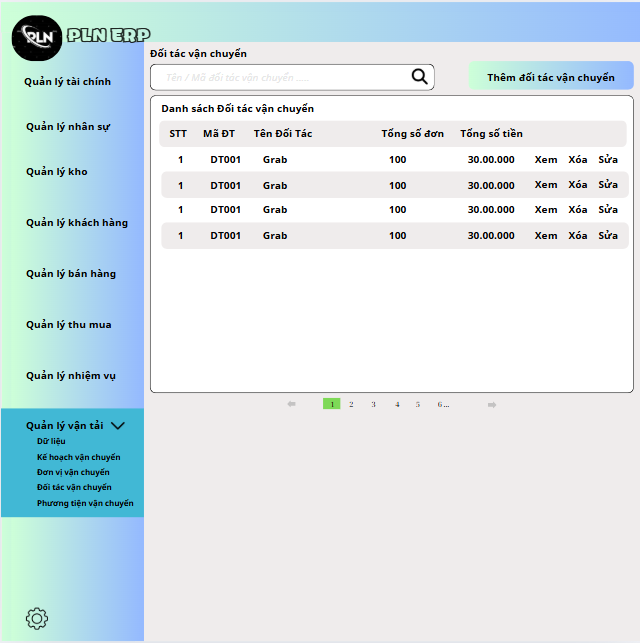 PLN
PLN ERP
Quản lý tài chính
Quản lý nhân sự
Quản lý kho
Quản lý khách hàng
Quản lý bán hàng
Quản lý thu mua
Quản lý nhiệm vụ
Quản lý vận tải
Dữ liệu
Kế hoạch vận chuyển
Đơn vị vận chuyển
Đối tác vận chuyển
Phương tiện vận chuyển
Đối tác vận chuyển
Tên / Mã đối tác vận chuyển .....
Thêm đối tác vận chuyển
Danh sách Đối tác vận chuyển
STT Mã ĐT Tên Đối Tác Tổng số đơn Tổng số tiền
1 DT001 Grab 100 30.00.000 Xem Xóa Sửa
1 DT001 Grab 100 30.00.000 Xem Xóa Sửa
1 DT001 Grab 100 30.00.000 Xem Xóa Sửa
1 DT001 Grab 100 30.00.000 Xem Xóa Sửa
1 2 3 4 5 6...